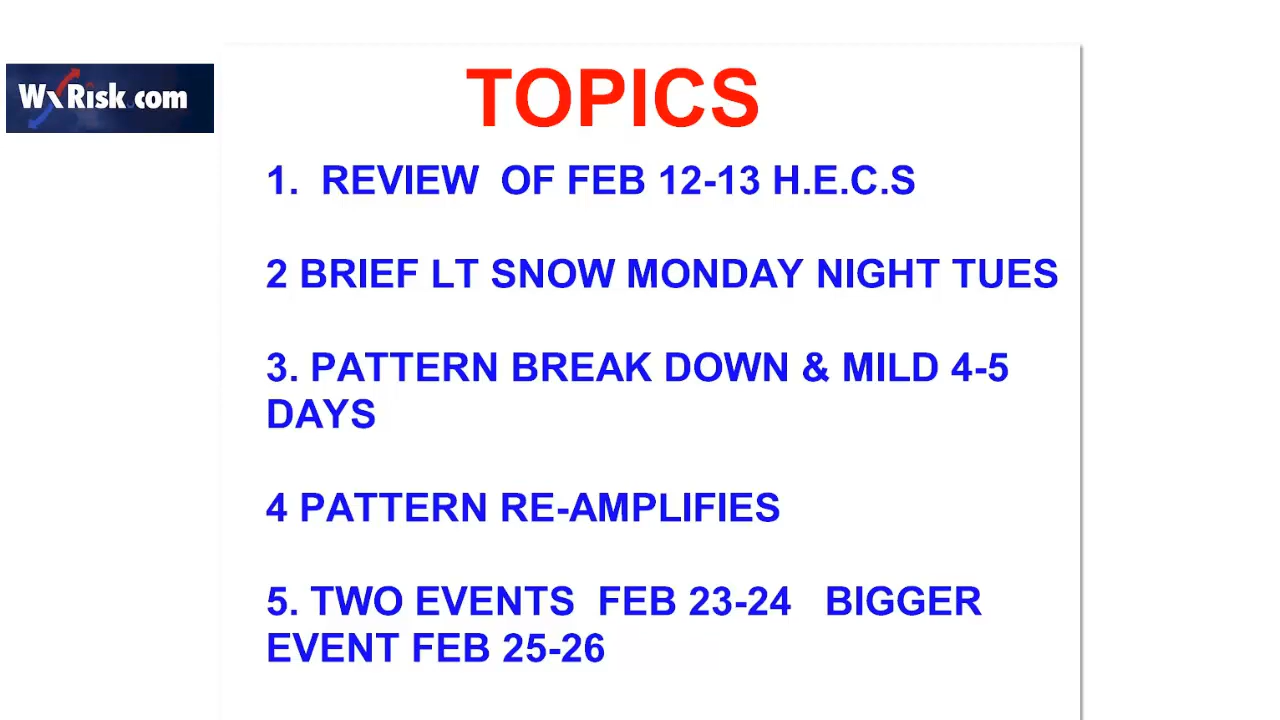 WxRisk.com
TOPICS
1. REVIEW OF FEB 12-13 H.E.C.S
2 BRIEF LT SNOW MONDAY NIGHT TUES
3. PATTERN BREAK DOWN & MILD 4-5
DAYS
4 PATTERN RE-AMPLIFIES
5. TWO EVENTS FEB 23-24 BIGGER
EVENT FEB 25-26